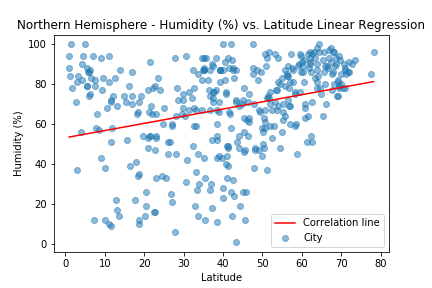 Northern Hemisphere - Humidity (%) vs. Latitude Linear Regression
100
80
60
40
20
0
Humidity (%)
0 10 20 30 40 50 60 70 80
Latitude
Correlation line
City